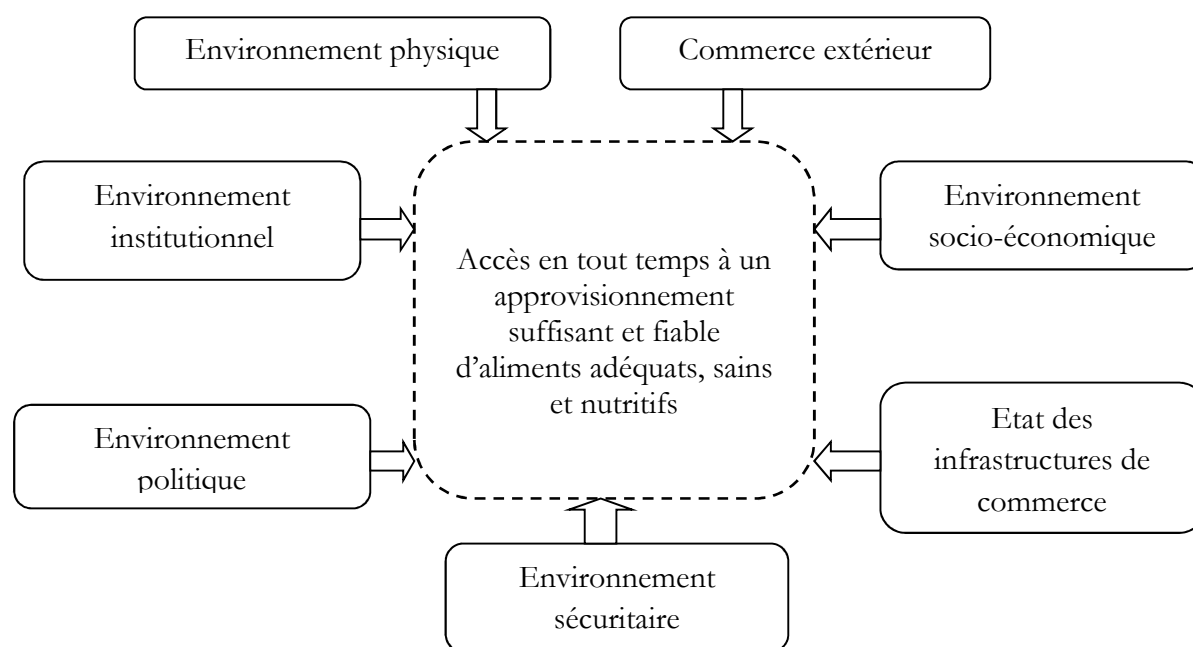 Environnement physique
Commerce extérieur
Environnement
institutionnel
Environnement
socio-économique
Accès en tout temps à un
approvisionnement
suffisant et fiable
d’aliments adéquats, sains
et nutritifs
Environnement
politique
Etat des
infrastructures de
commerce
Environnement
sécuritaire